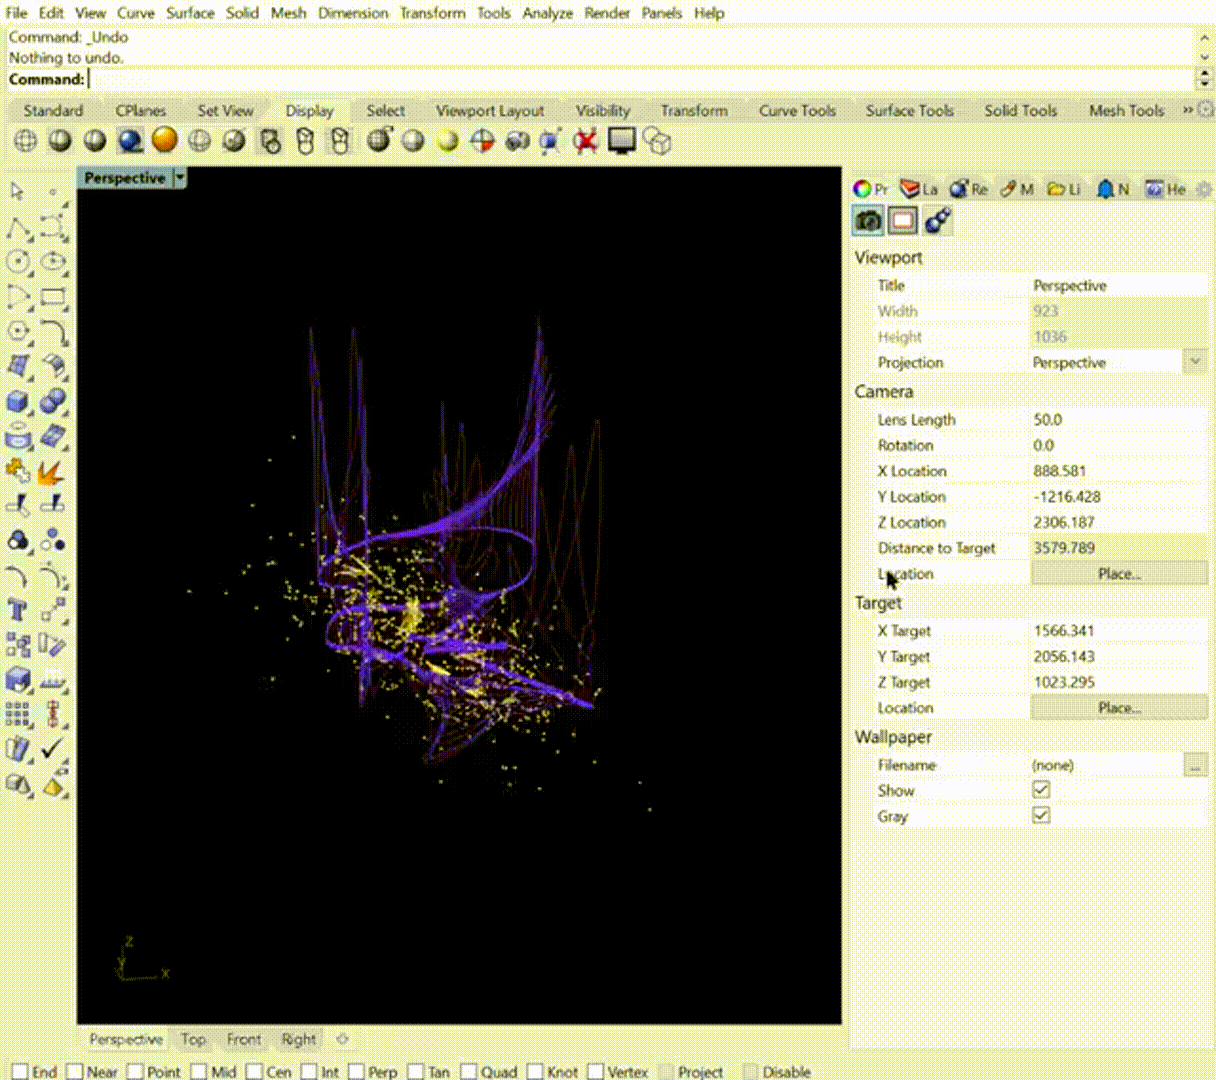 File Edit View Curve Surface Solid Mesh Dimension Transform Tools Analyze Render Panels Help
Command: _Undo
Nothing to undo.
Command:
Standard CPlanes Set View Display Select Viewport Layout Visibility Transform Curve Tools Surface Tools Solid Tools Mesh Tools »
Perspective
Pr La Re M Li N He
Viewport
Title Perspective
Width 923
Height 1036
Projection Perspective
Camera
Lens Length 50.0
Rotation 0.0
X Location 888.581
Y Location -1216.428
Z Location 2306.187
Distance to Target 3579.789
Location Place...
Target
X Target 1566.341
Y Target 2056.143
Z Target 1023.295
Location Place...
Wallpaper
Filename (none) ...
Show
Gray
Z
Y
X
Perspective Top Front Right
End Near Point Mid Cen Int Perp Tan Quad Knot Vertex Project Disable